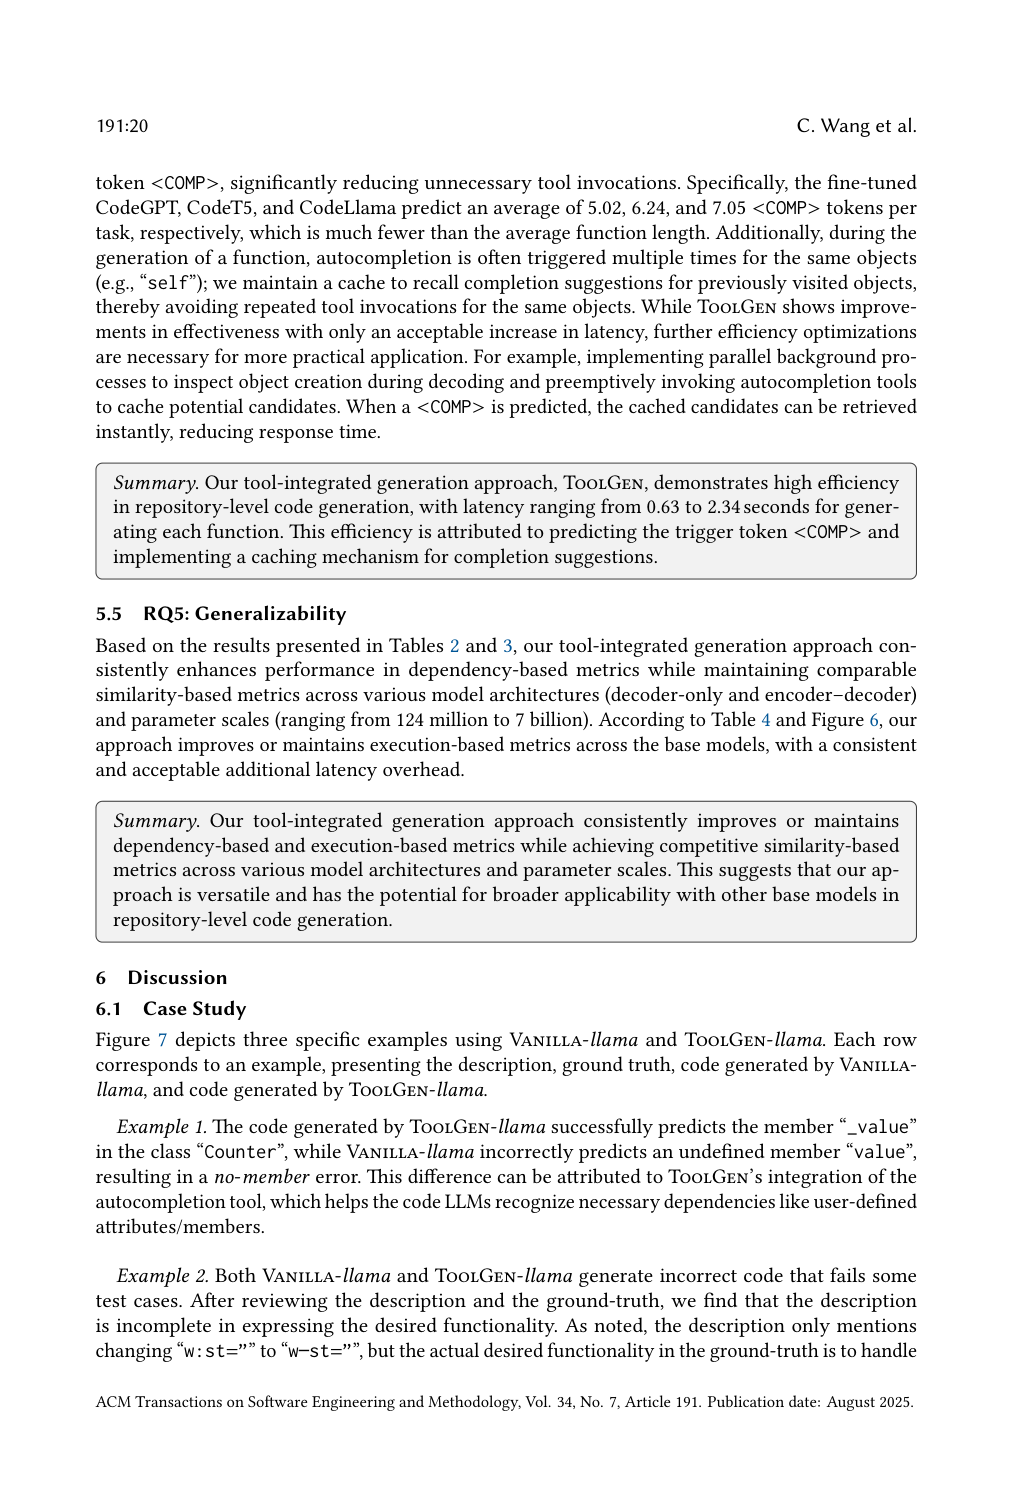 191:20 C. Wang et al.
token <COMP>, significantly reducing unnecessary tool invocations. Specifically, the fine-tuned
CodeGPT, CodeT5, and CodeLlama predict an average of 5.02, 6.24, and 7.05 <COMP> tokens per
task, respectively, which is much fewer than the average function length. Additionally, during the
generation of a function, autocompletion is often triggered multiple times for the same objects
(e.g., “self”); we maintain a cache to recall completion suggestions for previously visited objects,
thereby avoiding repeated tool invocations for the same objects. While ToolGen shows improve-
ments in effectiveness with only an acceptable increase in latency, further efficiency optimizations
are necessary for more practical application. For example, implementing parallel background pro-
cesses to inspect object creation during decoding and preemptively invoking autocompletion tools
to cache potential candidates. When a <COMP> is predicted, the cached candidates can be retrieved
instantly, reducing response time.
Summary. Our tool-integrated generation approach, ToolGen, demonstrates high efficiency
in repository-level code generation, with latency ranging from 0.63 to 2.34 seconds for gener-
ating each function. This efficiency is attributed to predicting the trigger token <COMP> and
implementing a caching mechanism for completion suggestions.
5.5 RQ5: Generalizability
Based on the results presented in Tables 2 and 3, our tool-integrated generation approach con-
sistently enhances performance in dependency-based metrics while maintaining comparable
similarity-based metrics across various model architectures (decoder-only and encoder–decoder)
and parameter scales (ranging from 124 million to 7 billion). According to Table 4 and Figure 6, our
approach improves or maintains execution-based metrics across the base models, with a consistent
and acceptable additional latency overhead.
Summary. Our tool-integrated generation approach consistently improves or maintains
dependency-based and execution-based metrics while achieving competitive similarity-based
metrics across various model architectures and parameter scales. This suggests that our ap-
proach is versatile and has the potential for broader applicability with other base models in
repository-level code generation.
6 Discussion
6.1 Case Study
Figure 7 depicts three specific examples using Vanilla-llama and ToolGen-llama. Each row
corresponds to an example, presenting the description, ground truth, code generated by Vanilla-
llama, and code generated by ToolGen-llama.
Example 1. The code generated by ToolGen-llama successfully predicts the member “_value”
in the class “Counter”, while Vanilla-llama incorrectly predicts an undefined member “value”,
resulting in a no-member error. This difference can be attributed to ToolGen’s integration of the
autocompletion tool, which helps the code LLMs recognize necessary dependencies like user-defined
attributes/members.
Example 2. Both Vanilla-llama and ToolGen-llama generate incorrect code that fails some
test cases. After reviewing the description and the ground-truth, we find that the description
is incomplete in expressing the desired functionality. As noted, the description only mentions
changing “w:st=”” to “w–st=””, but the actual desired functionality in the ground-truth is to handle
ACM Transactions on Software Engineering and Methodology, Vol. 34, No. 7, Article 191. Publication date: August 2025.